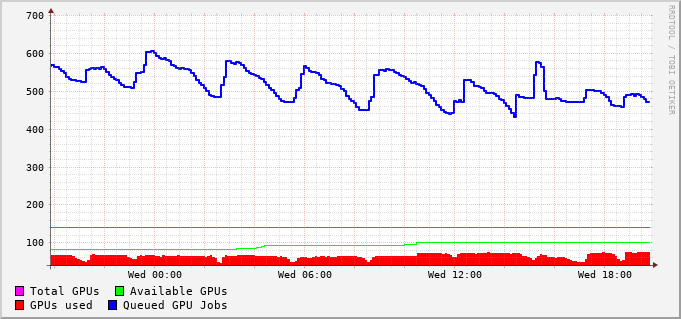 700
600
500
400
300
200
100
Wed 00:00 Wed 06:00 Wed 12:00 Wed 18:00
Total GPUs Available GPUs
GPUs used Queued GPU Jobs
RRDTOOL / TOBI OETIKER